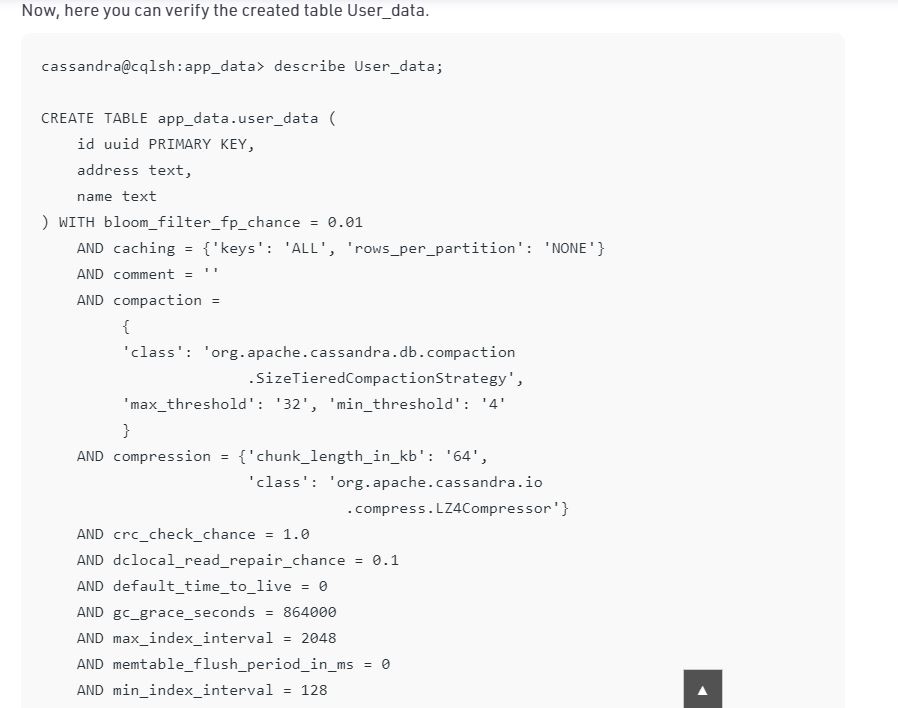 Now, here you can verify the created table User_data.
cassandra@cqlsh:app_data> describe User_data;
CREATE TABLE app_data.user_data (
id uuid PRIMARY KEY,
address text,
name text
) WITH bloom_filter_fp_chance = 0.01
AND caching = {'keys': 'ALL', 'rows_per_partition': 'NONE'}
AND comment = ''
AND compaction =
{
'class': 'org.apache.cassandra.db.compaction
.SizeTieredCompactionStrategy',
'max_threshold': '32', 'min_threshold': '4'
}
AND compression = {'chunk_length_in_kb': '64',
'class': 'org.apache.cassandra.io
.compress.LZ4Compressor'}
AND crc_check_chance = 1.0
AND dclocal_read_repair_chance = 0.1
AND default_time_to_live = 0
AND gc_grace_seconds = 864000
AND max_index_interval = 2048
AND memtable_flush_period_in_ms = 0
AND min_index_interval = 128